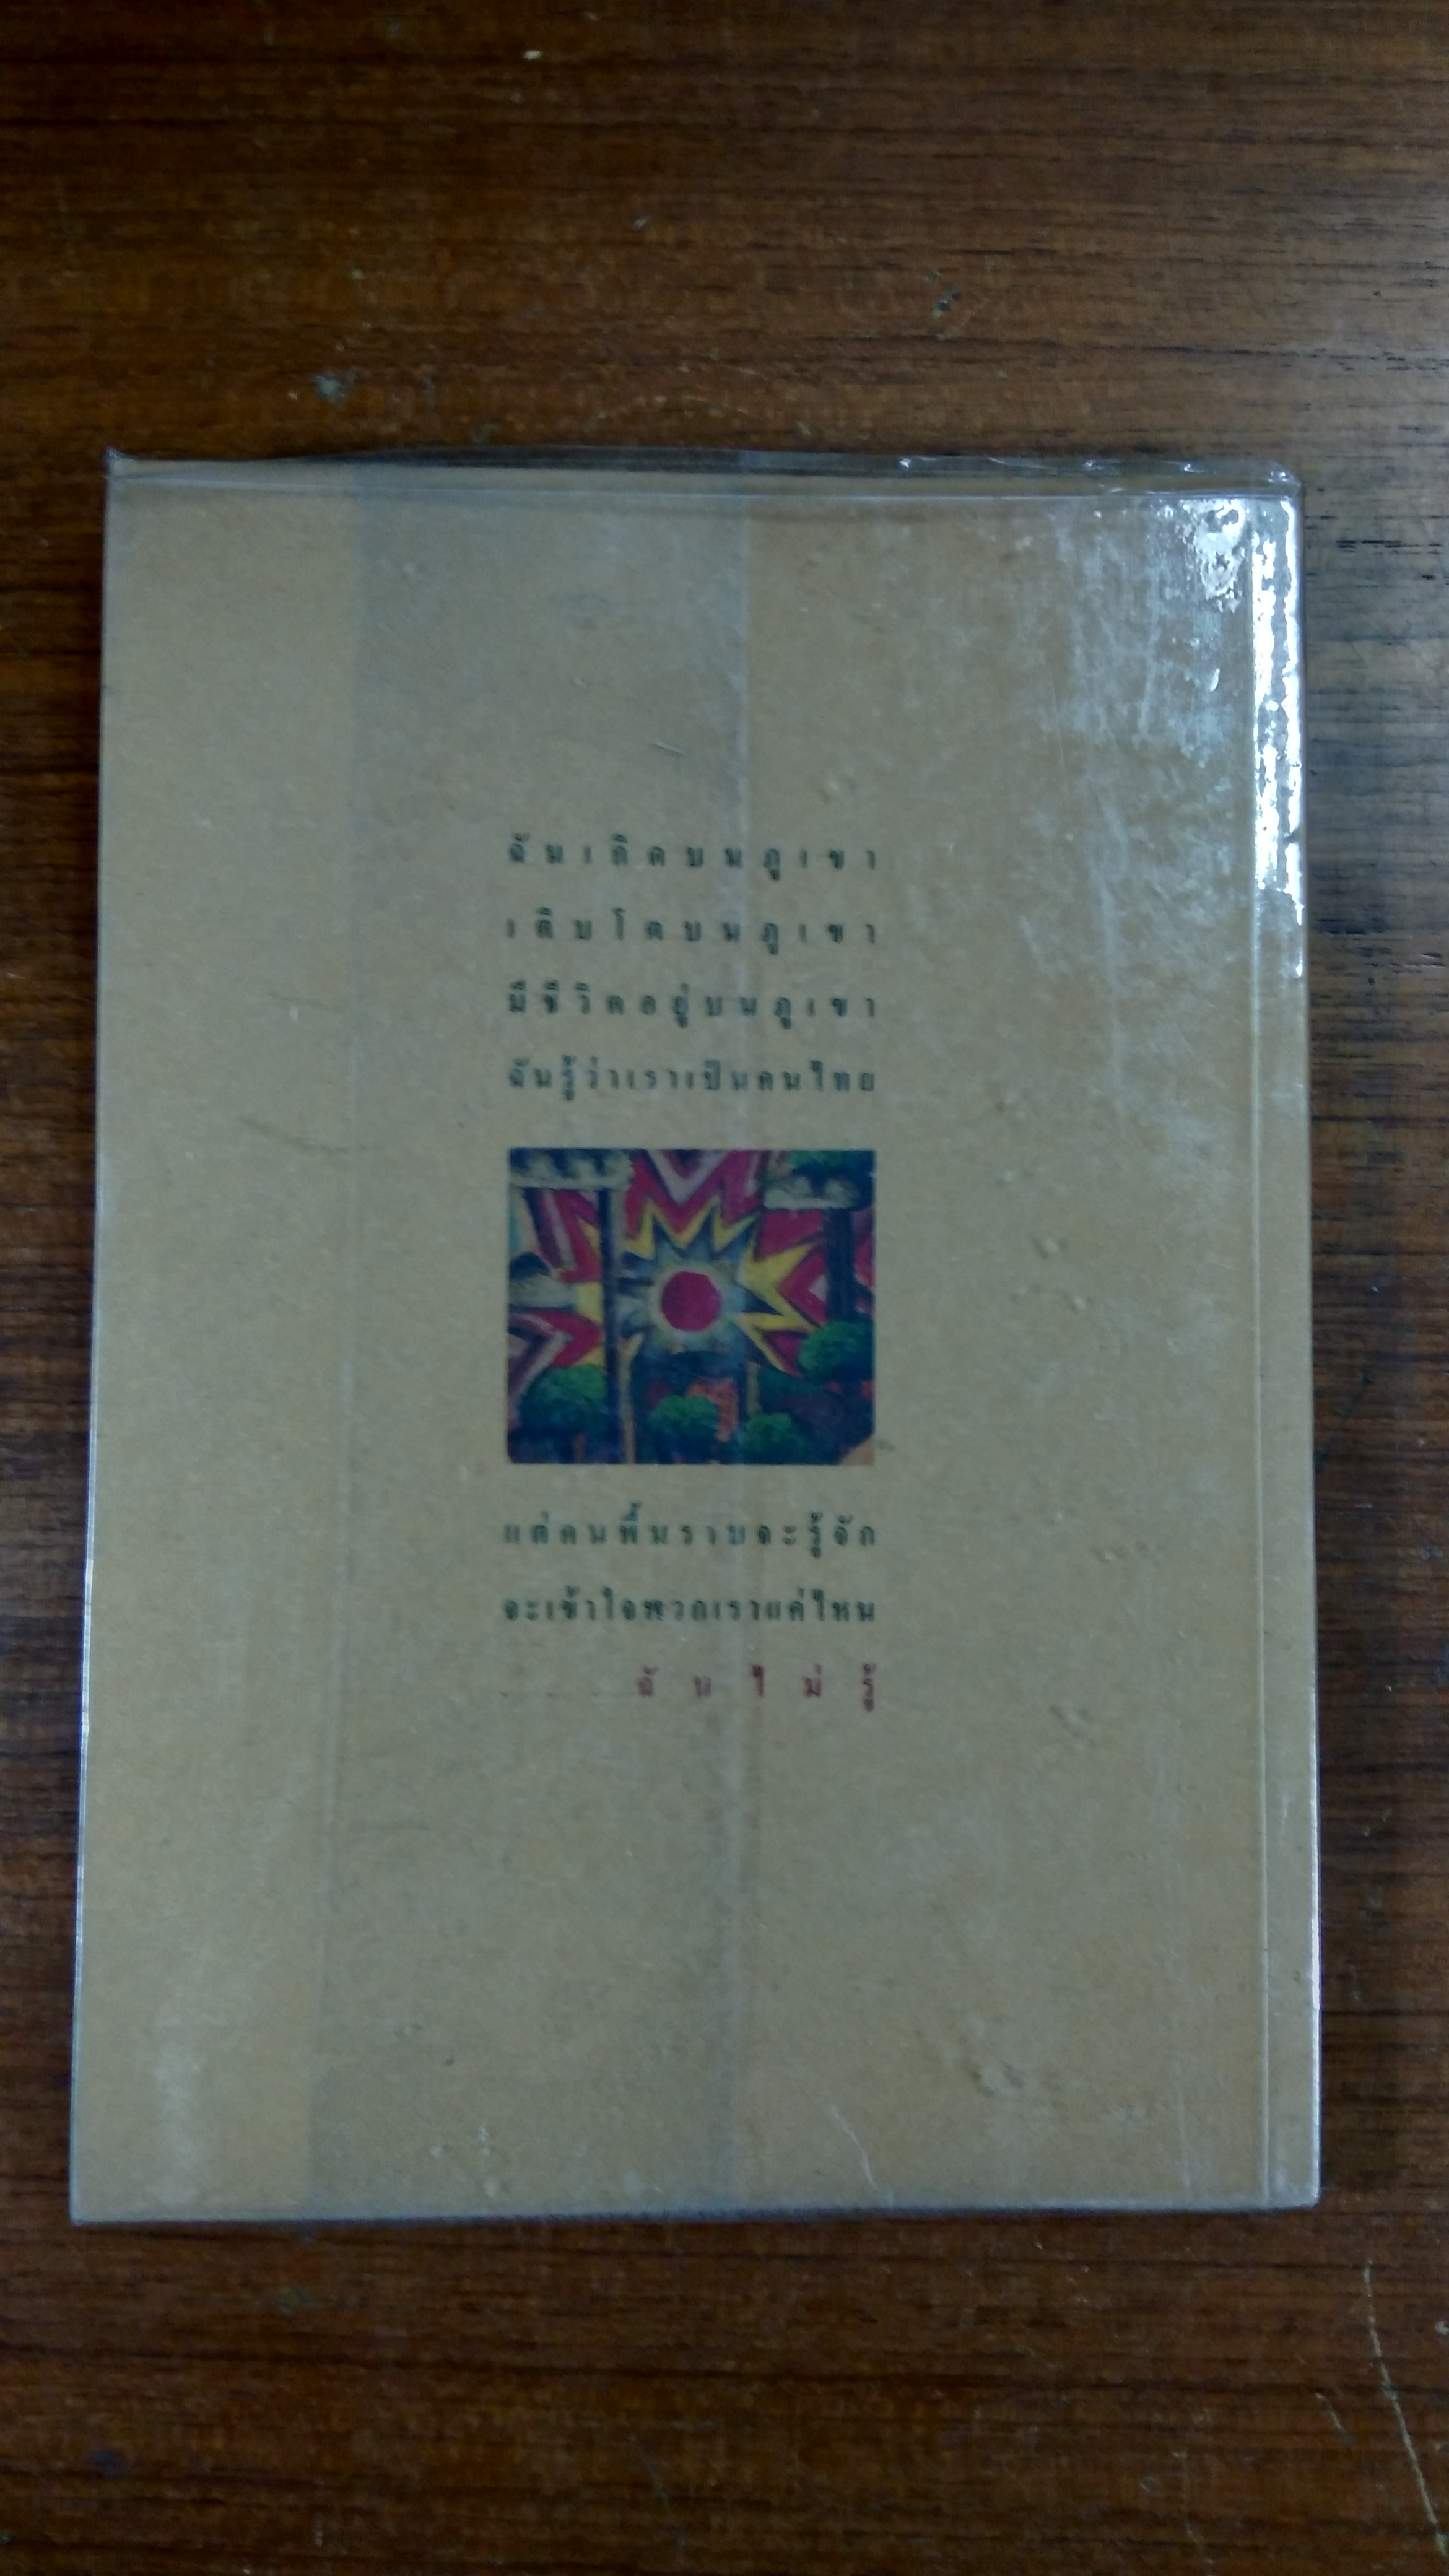 ฉันเกิดบนภูเขา
เติบโตบนภูเขา
มีชีวิตอยู่บนภูเขา
ฉันรู้ว่าเราเป็นคนไทย
แต่คนพื้นราบจะรู้จัก
จะเข้าใจพวกเราแค่ไหน
........ฉันไม่รู้